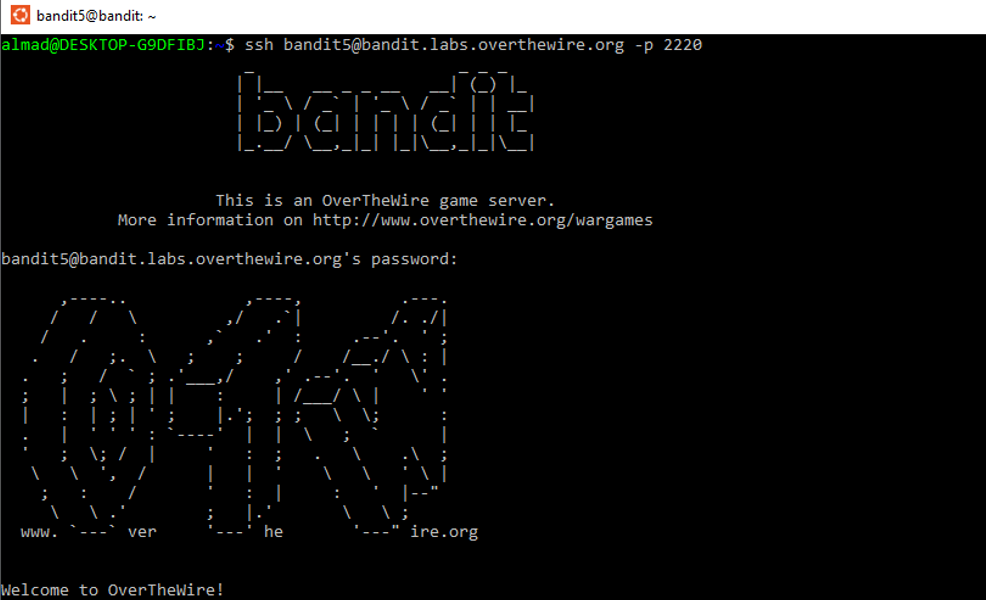 bandit5@bandit: ~
almad@DESKTOP-G9DFIBJ:~$ ssh bandit5@bandit.labs.overthewire.org -p 2220
bandit
This is an OverTheWire game server.
More information on http://www.overthewire.org/wargames
bandit5@bandit.labs.overthewire.org's password:
www. ver he ire.org
Welcome to OverTheWire!